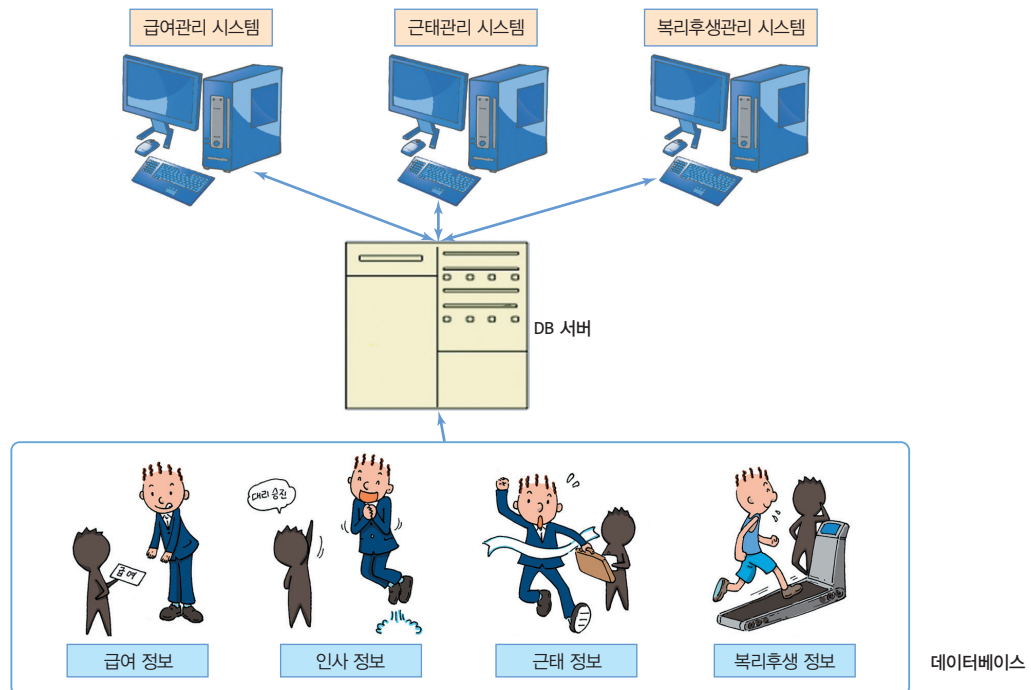 급여관리 시스템
근태관리 시스템
복리후생관리 시스템
DB 서버
대리 승진
급여
급여 정보
인사 정보
근태 정보
복리후생 정보
데이터베이스